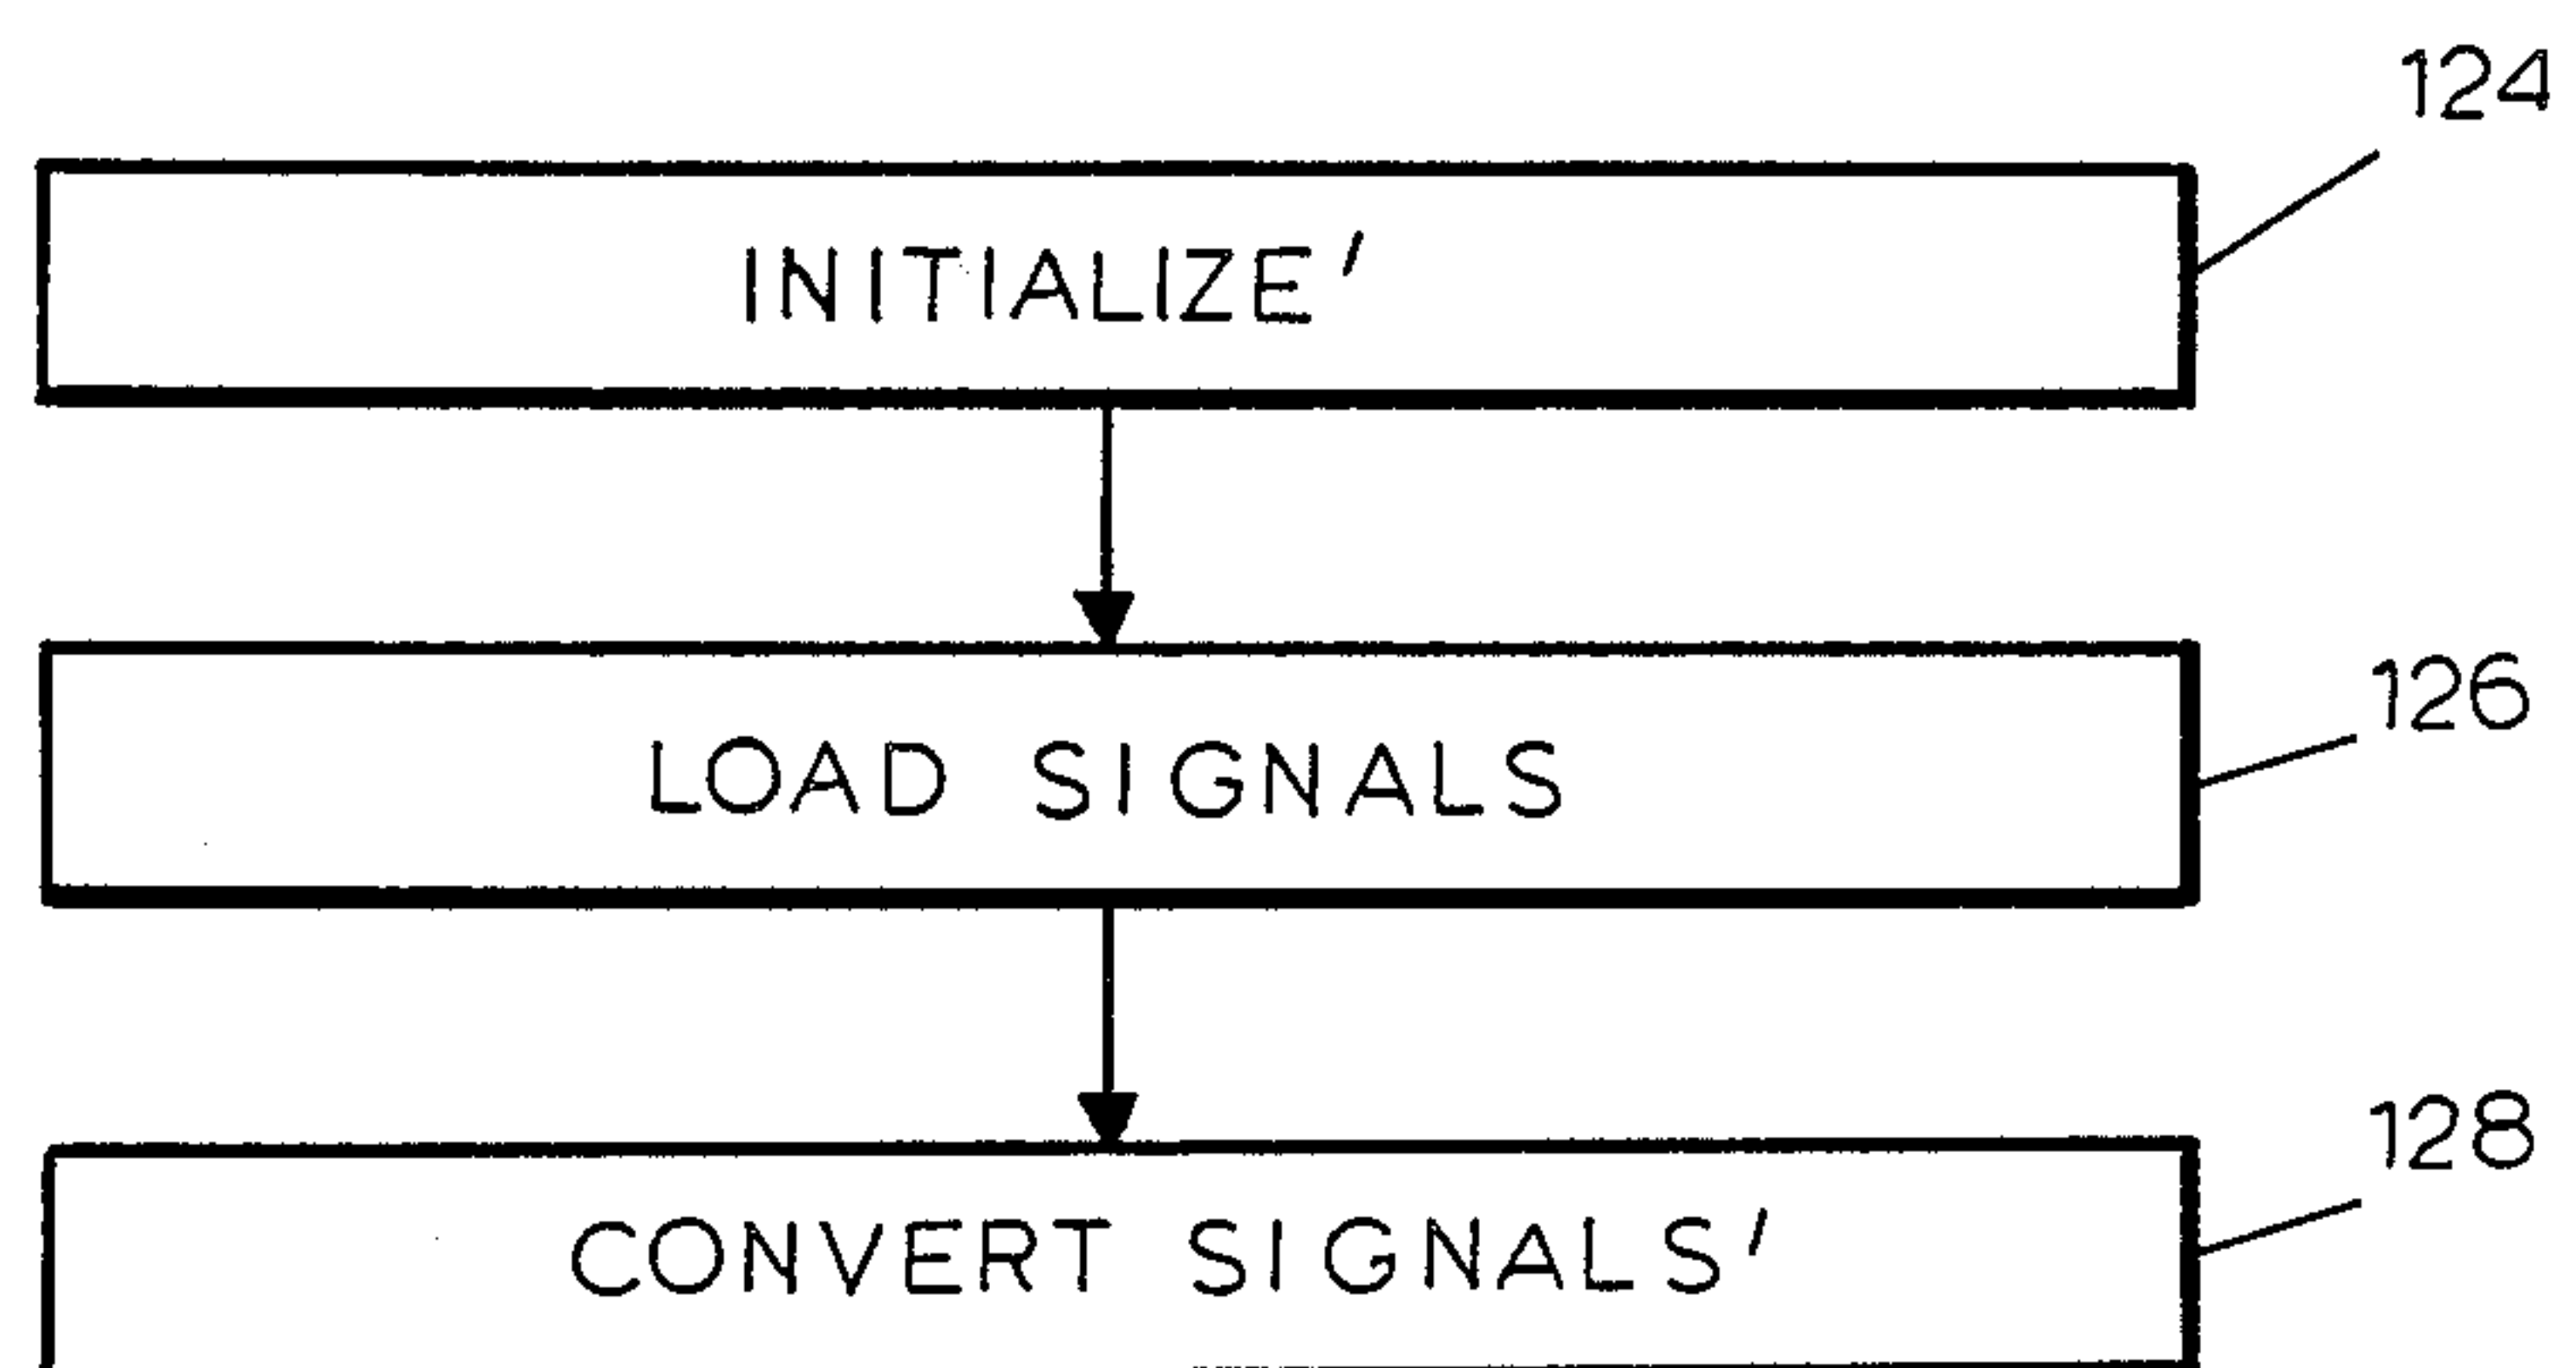 124
INITIALIZE'
126
LOAD SIGNALS
128
CONVERT SIGNALS'